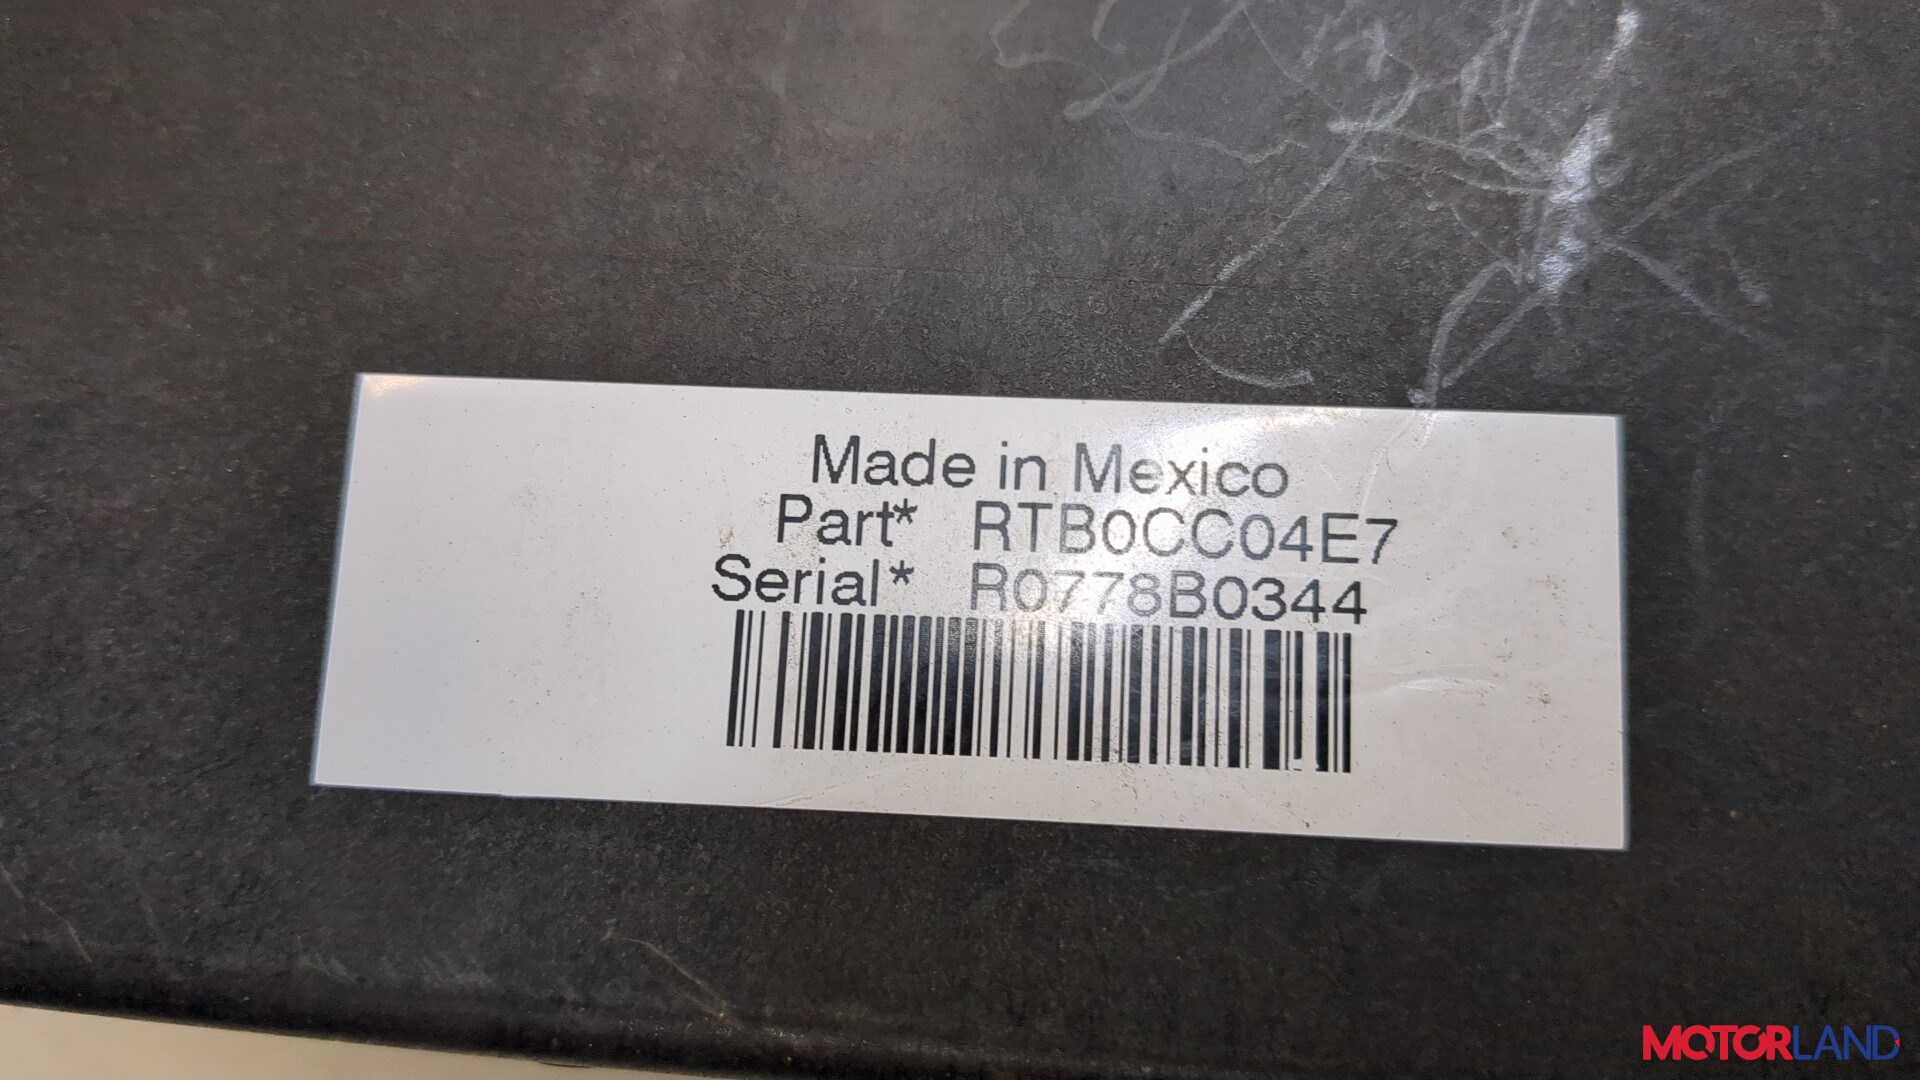 Made in Mexico
Part* RTB0CC04E7
Serial* R0778B0344
MOTORLAND